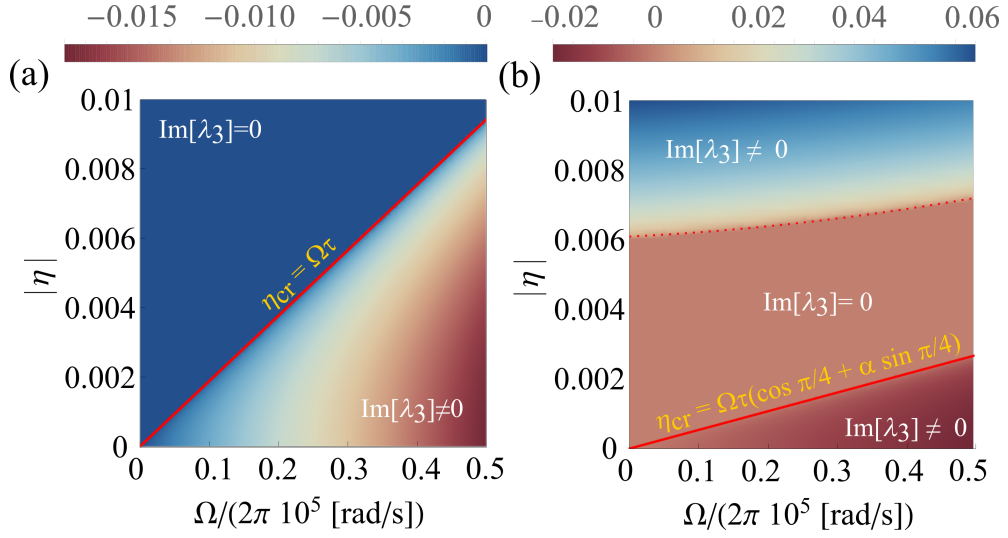 −0.015 −0.010 −0.005 0
-0.02 0 0.02 0.04 0.06
(a)
0.01
0.008
0.006
0.004
0.002
0
|η|
Im[λ3]=0
ηcr = Ωτ
Im[λ3]≠0
0 0.1 0.2 0.3 0.4 0.5
Ω/(2π 10⁵ [rad/s])
(b)
0.01
0.008
0.006
0.004
0.002
0
|η|
Im[λ3] ≠ 0
Im[λ3]= 0
ηcr = Ωτ(cos π/4 + α sin π/4)
Im[λ3] ≠ 0
0 0.1 0.2 0.3 0.4 0.5
Ω/(2π 10⁵ [rad/s])